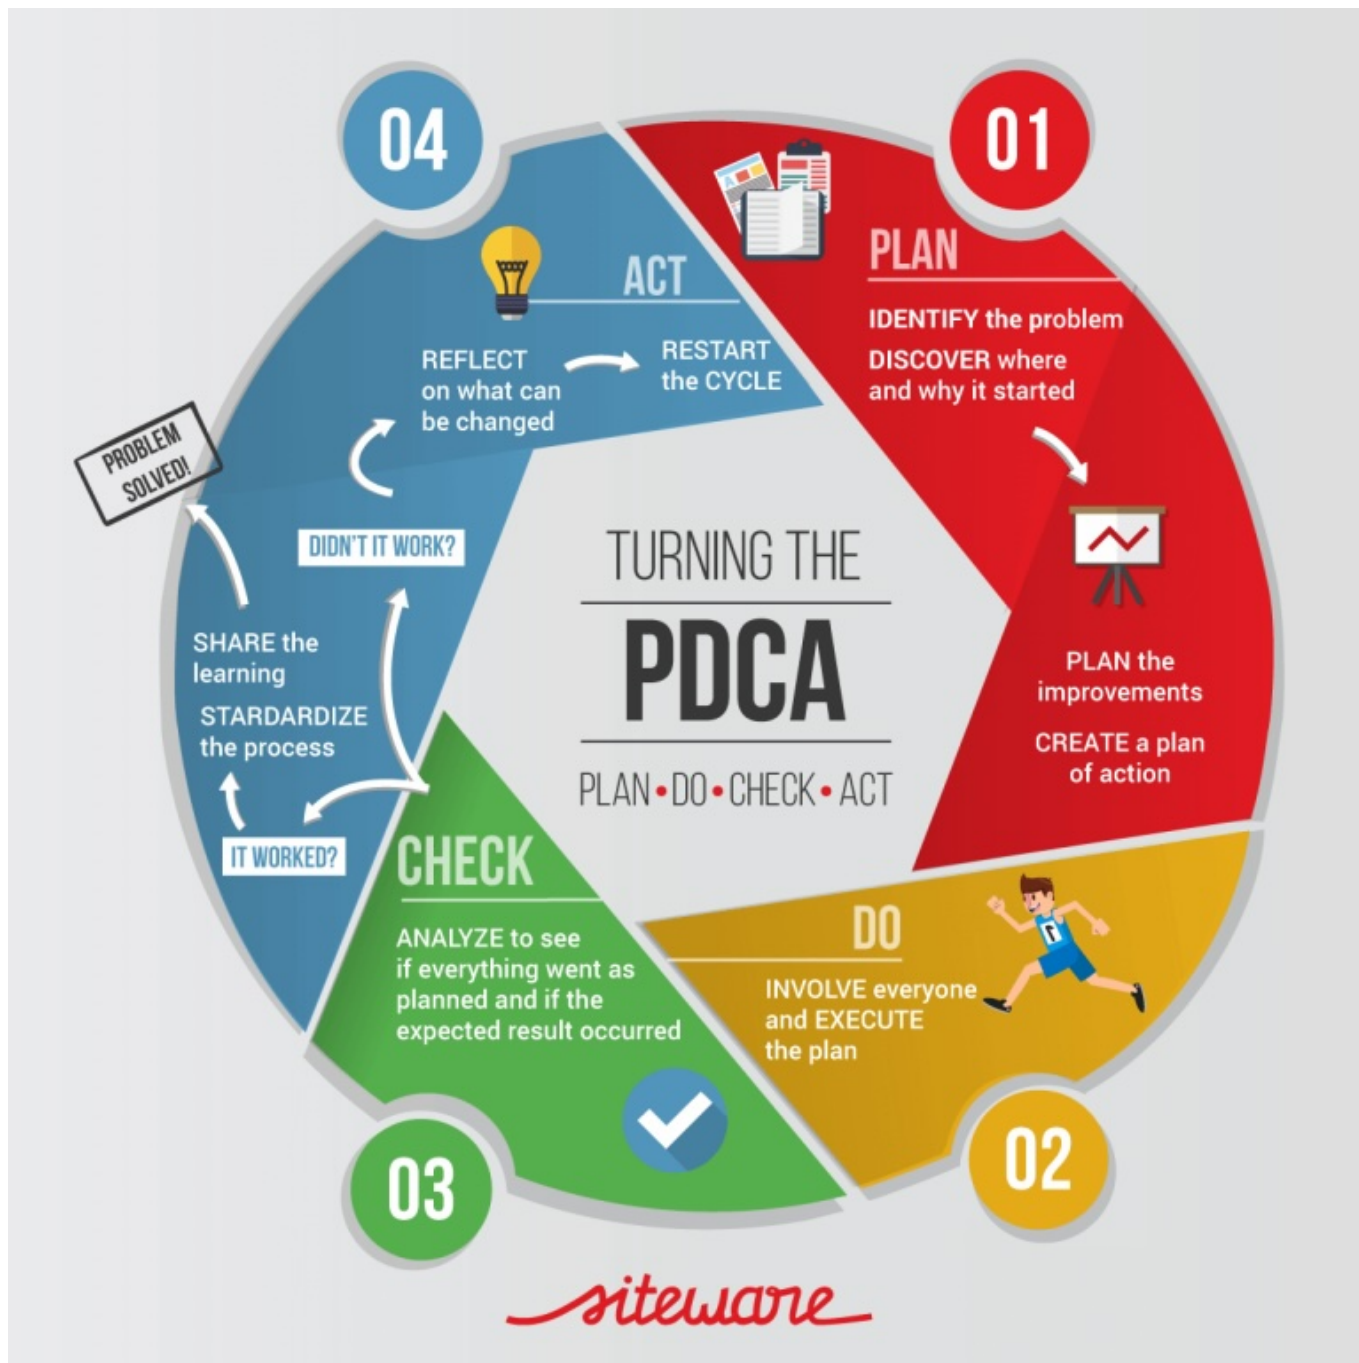 04
01
ACT
REFLECT
on what can
be changed
RESTART
the CYCLE
PLAN
IDENTIFY the problem
DISCOVER where
and why it started
PLAN the
improvements
CREATE a plan
of action
PROBLEM
SOLVED!
DIDN'T IT WORK?
SHARE the
learning
STARDARDIZE
the process
IT WORKED?
TURNING THE
PDCA
PLAN • DO • CHECK • ACT
CHECK
ANALYZE to see
if everything went as
planned and if the
expected result occurred
DO
INVOLVE everyone
and EXECUTE
the plan
1
03
02
siteware